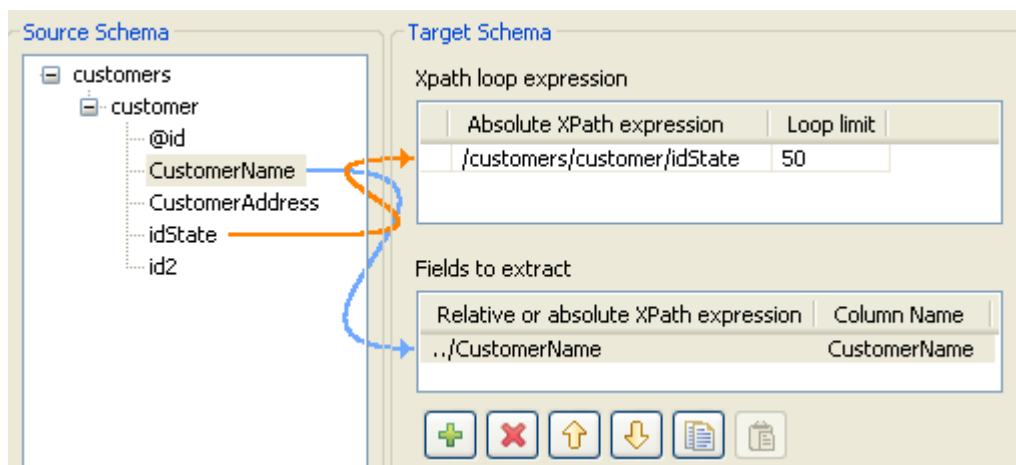 Source Schema
customers
customer
@id
CustomerName
CustomerAddress
idState
id2
Target Schema
Xpath loop expression
Absolute XPath expression Loop limit
/customers/customer/idState 50
Fields to extract
Relative or absolute XPath expression Column Name
../CustomerName CustomerName